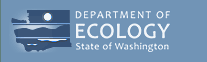 DEPARTMENT OF
ECOLOGY
State of Washington